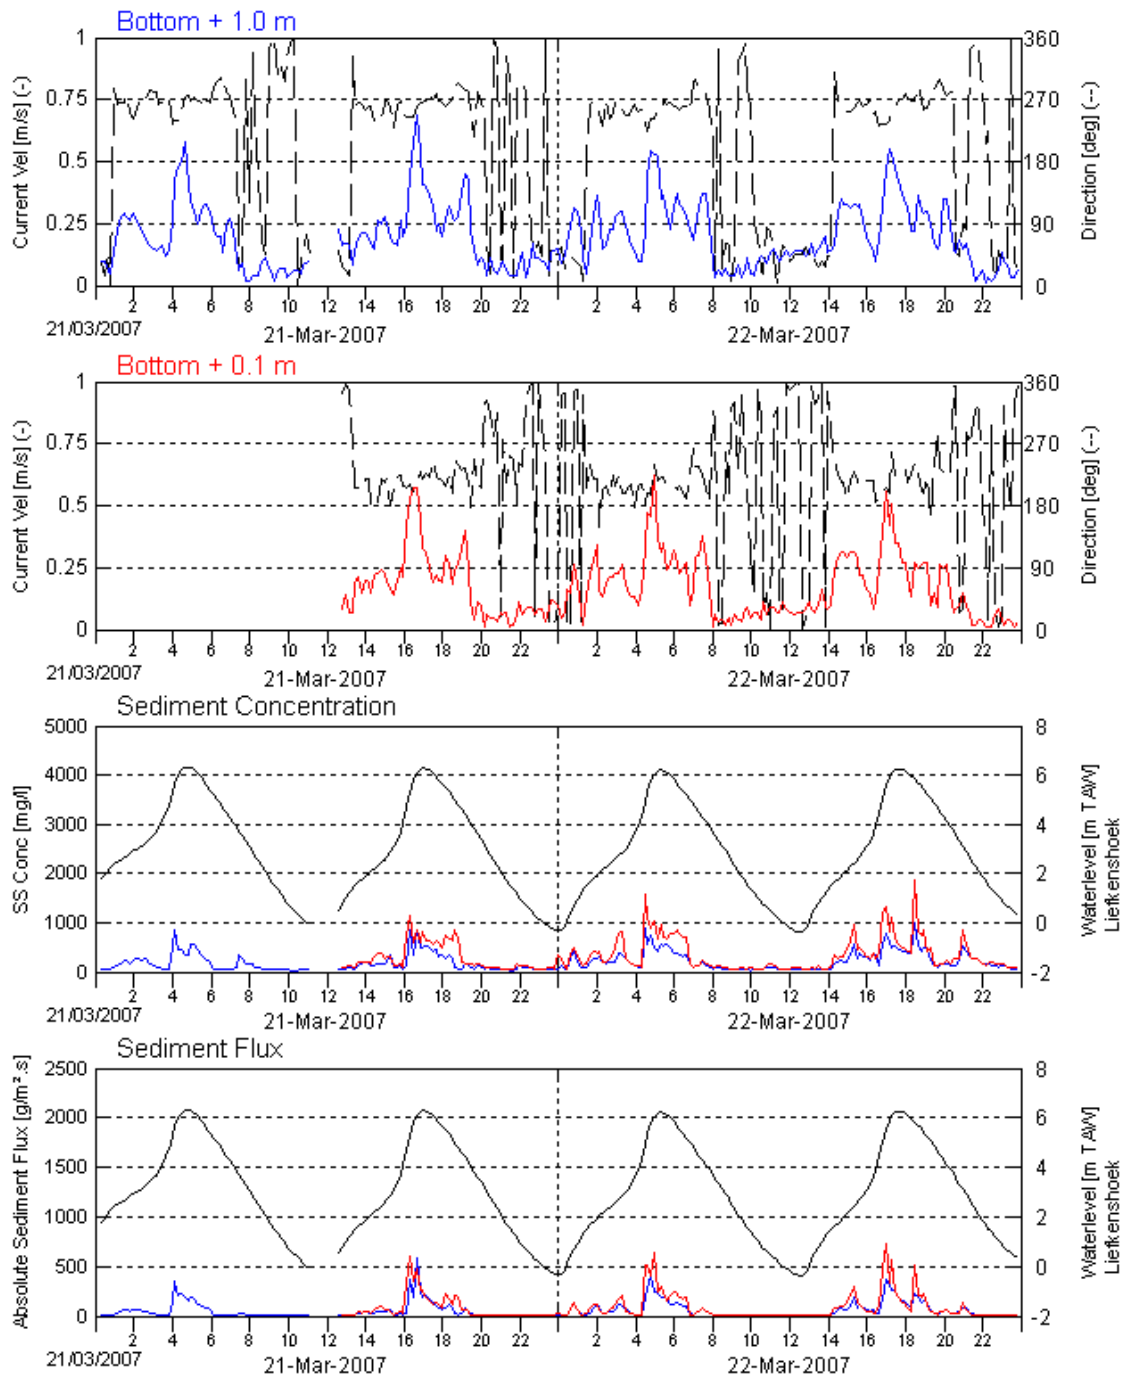 Bottom + 1.0 m
Current Vel [m/s] (-)
1
0.75
0.5
0.25
0
Direction [deg] (--)
360
270
180
90
0
2 4 6 8 10 12 14 16 18 20 22 2 4 6 8 10 12 14 16 18 20 22
21/03/2007
21-Mar-2007 22-Mar-2007
Bottom + 0.1 m
Current Vel [m/s] (-)
1
0.75
0.5
0.25
0
Direction [deg] (--)
360
270
180
90
0
2 4 6 8 10 12 14 16 18 20 22 2 4 6 8 10 12 14 16 18 20 22
21/03/2007
21-Mar-2007 22-Mar-2007
Sediment Concentration
SS Conc [mg/l]
5000
4000
3000
2000
1000
0
Waterlevel [m TAW]
Liefkenshoek
8
6
4
2
0
-2
2 4 6 8 10 12 14 16 18 20 22 2 4 6 8 10 12 14 16 18 20 22
21/03/2007
21-Mar-2007 22-Mar-2007
Sediment Flux
Absolute Sediment Flux [g/m².s]
2500
2000
1500
1000
500
0
Waterlevel [m TAW]
Liefkenshoek
8
6
4
2
0
-2
2 4 6 8 10 12 14 16 18 20 22 2 4 6 8 10 12 14 16 18 20 22
21/03/2007
21-Mar-2007 22-Mar-2007